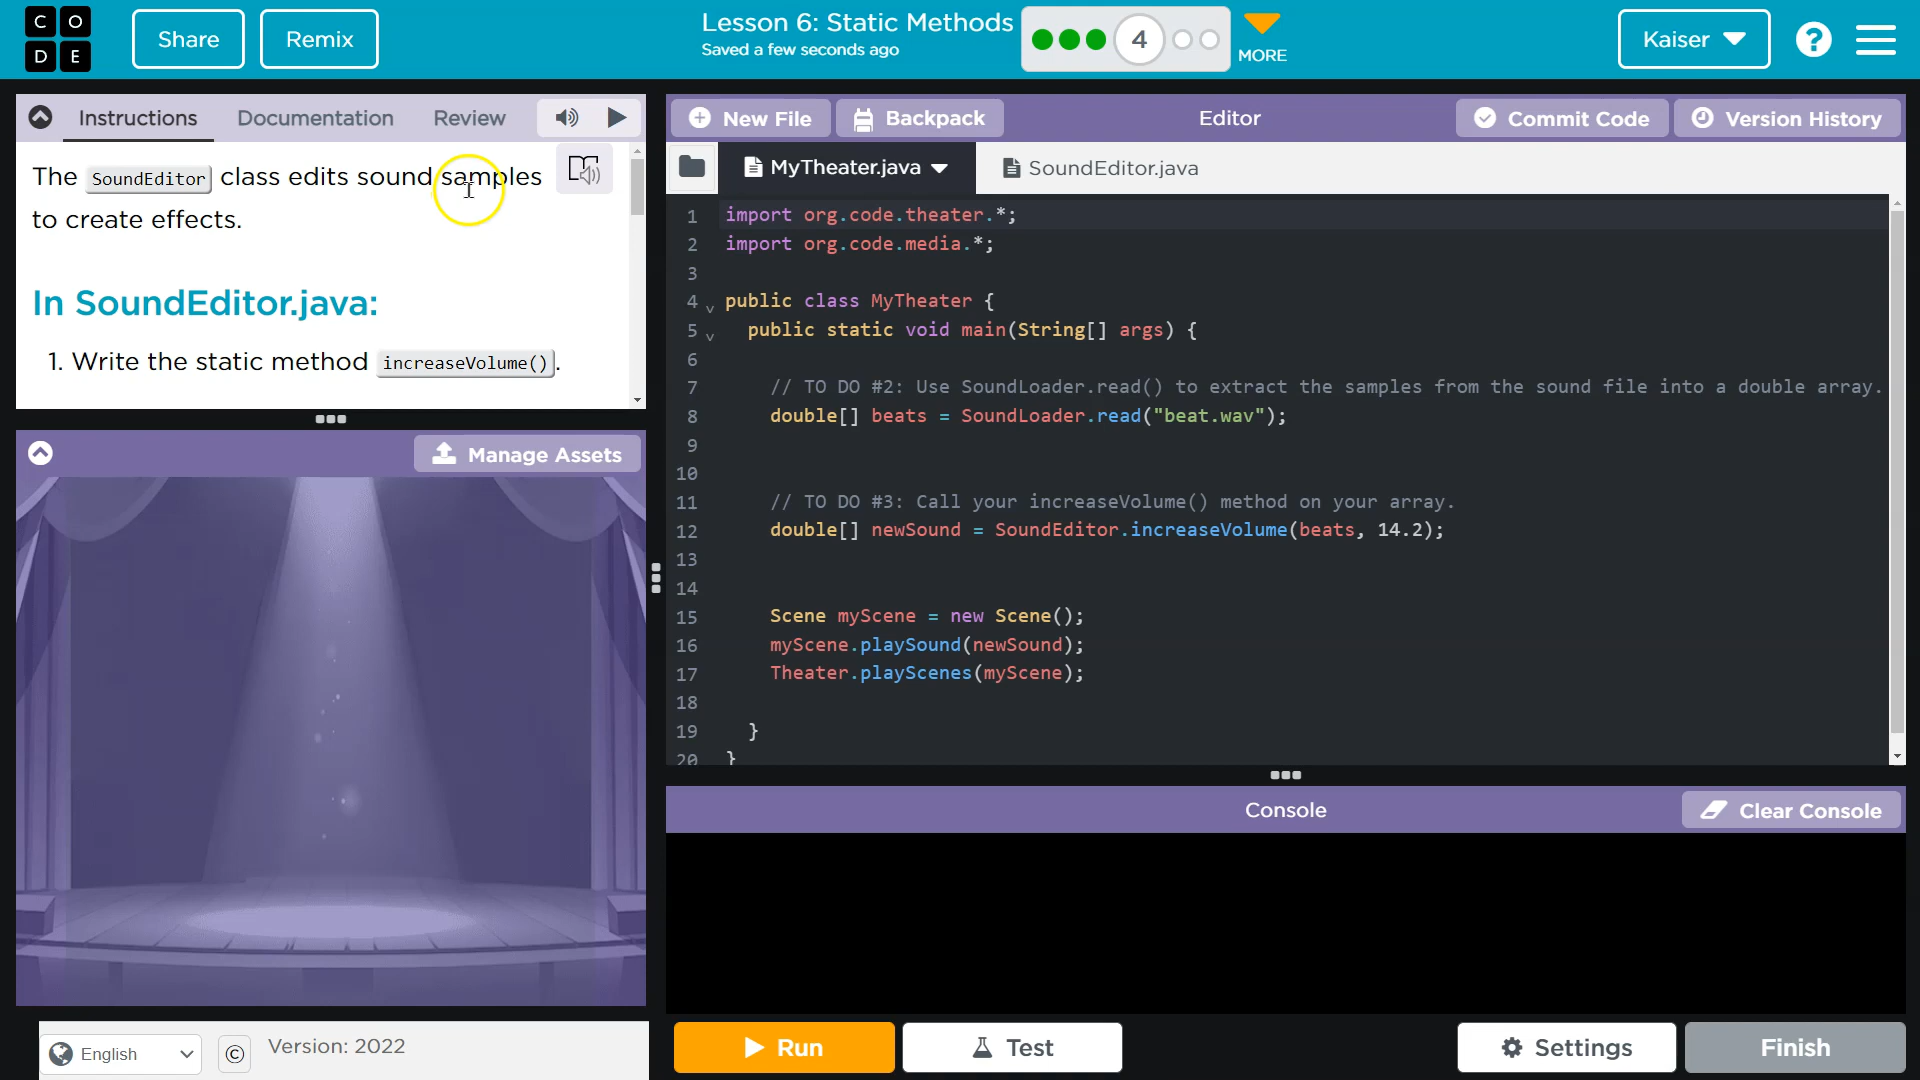 C O
D E
Share
Remix
Lesson 6: Static Methods
Saved a few seconds ago
4
MORE
Kaiser
?
Instructions
Documentation
Review
The SoundEditor class edits sound samples
to create effects.
In SoundEditor.java:
1. Write the static method increaseVolume().
Manage Assets
English
©
Version: 2022
New File
Backpack
Editor
Commit Code
Version History
MyTheater.java
SoundEditor.java
1 import org.code.theater.*;
2 import org.code.media.*;
3
4 public class MyTheater {
5 public static void main(String[] args) {
6
7 // TO DO #2: Use SoundLoader.read() to extract the samples from the sound file into a double array.
8 double[] beats = SoundLoader.read("beat.wav");
9
10
11 // TO DO #3: Call your increaseVolume() method on your array.
12 double[] newSound = SoundEditor.increaseVolume(beats, 14.2);
13
14
15 Scene myScene = new Scene();
16 myScene.playSound(newSound);
17 Theater.playScenes(myScene);
18
19 }
20 }
Console
Clear Console
Run
Test
Settings
Finish